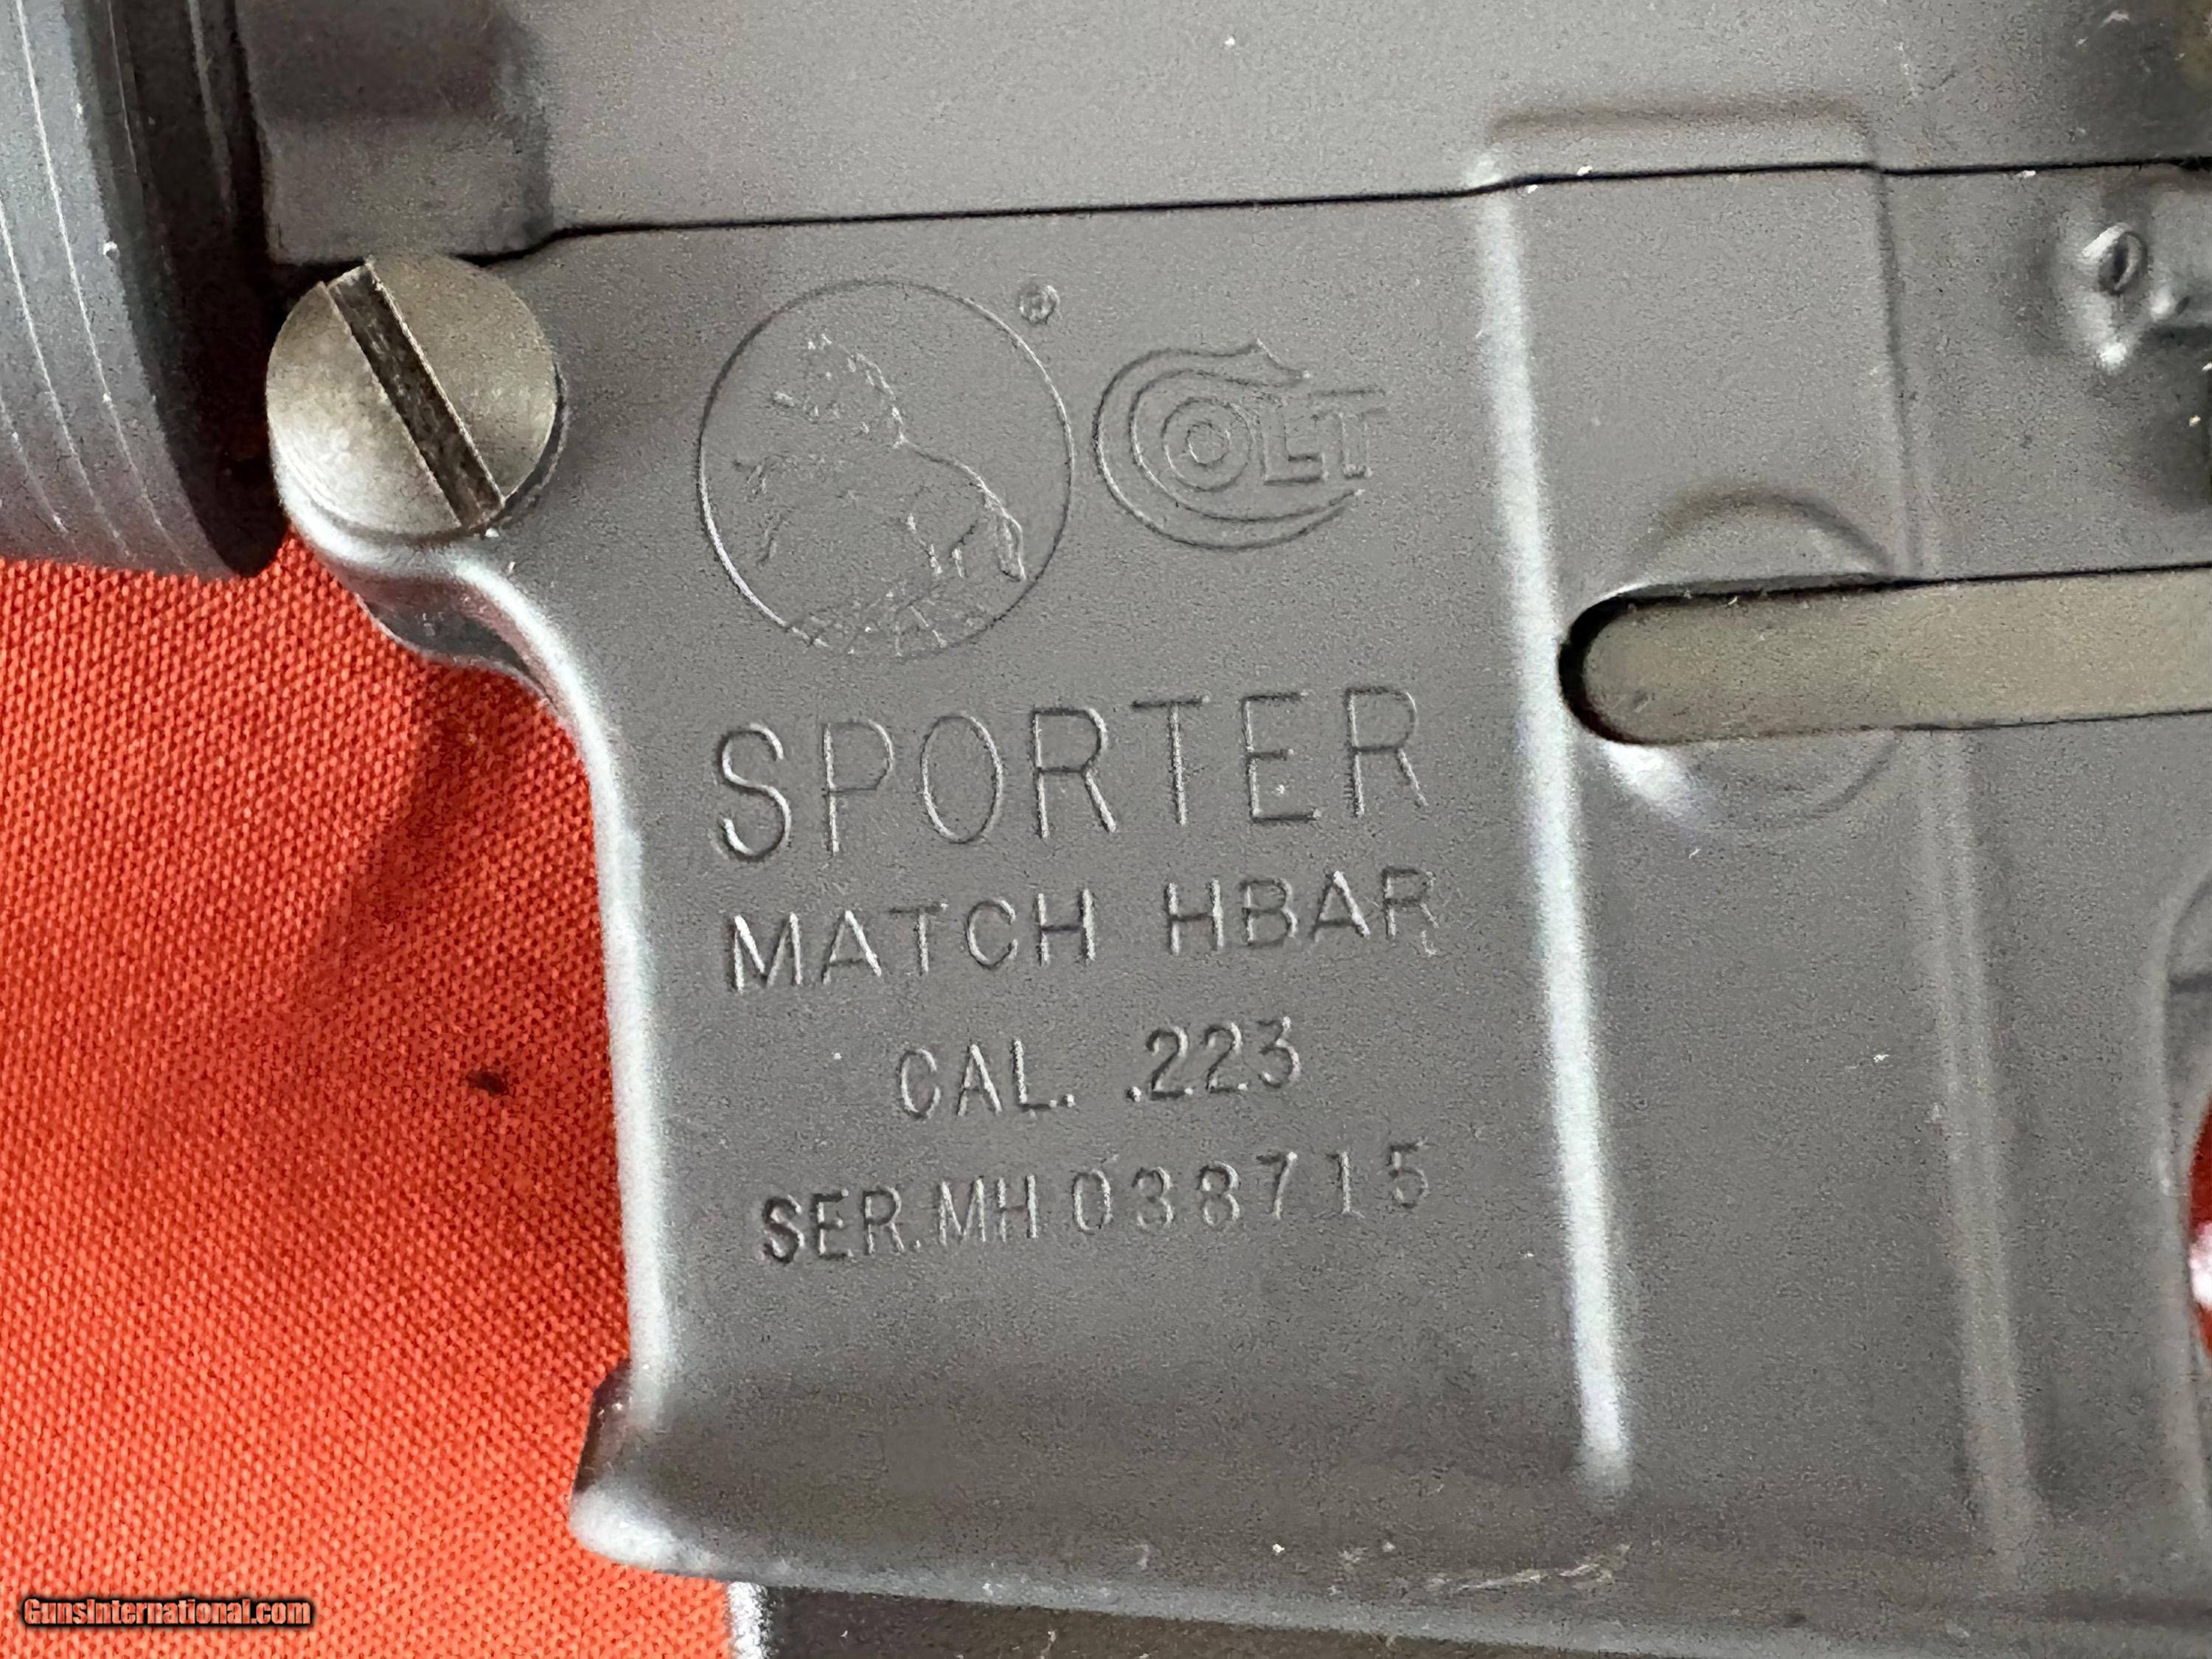 ®
COLT
SPORTER
MATCH HBAR
CAL. .223
SER. MH 038715
GunsInternational.com